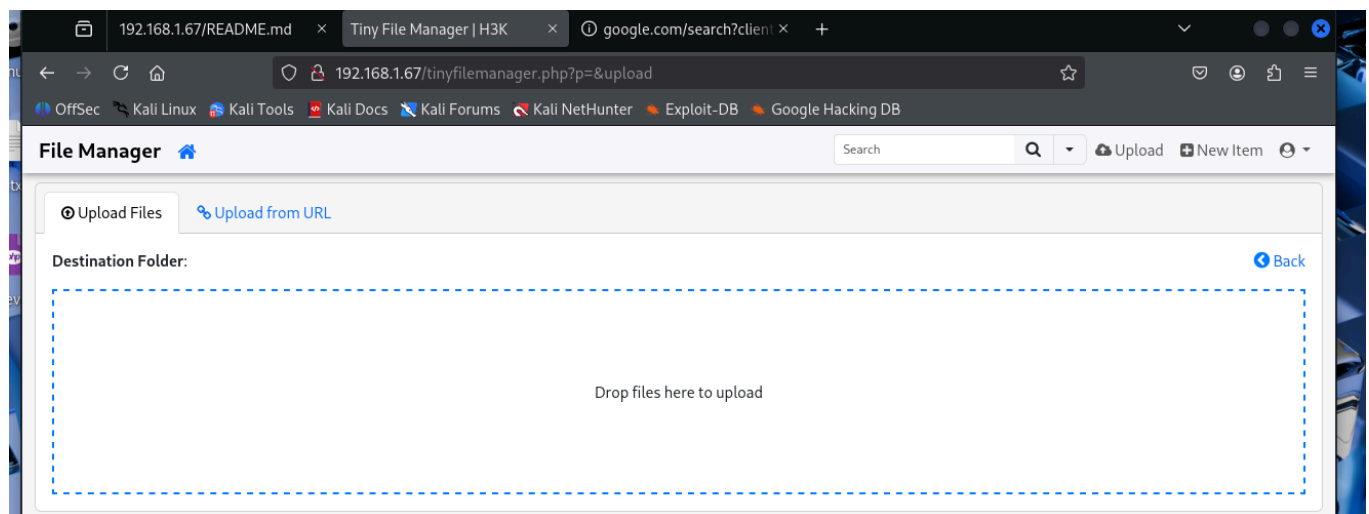 192.168.1.67/README.md × Tiny File Manager | H3K × google.com/search?client × +
192.168.1.67/tinyfilemanager.php?p=&upload
OffSec Kali Linux Kali Tools Kali Docs Kali Forums Kali NetHunter Exploit-DB Google Hacking DB
File Manager Search Upload New Item
Upload Files Upload from URL
Destination Folder: Back
Drop files here to upload